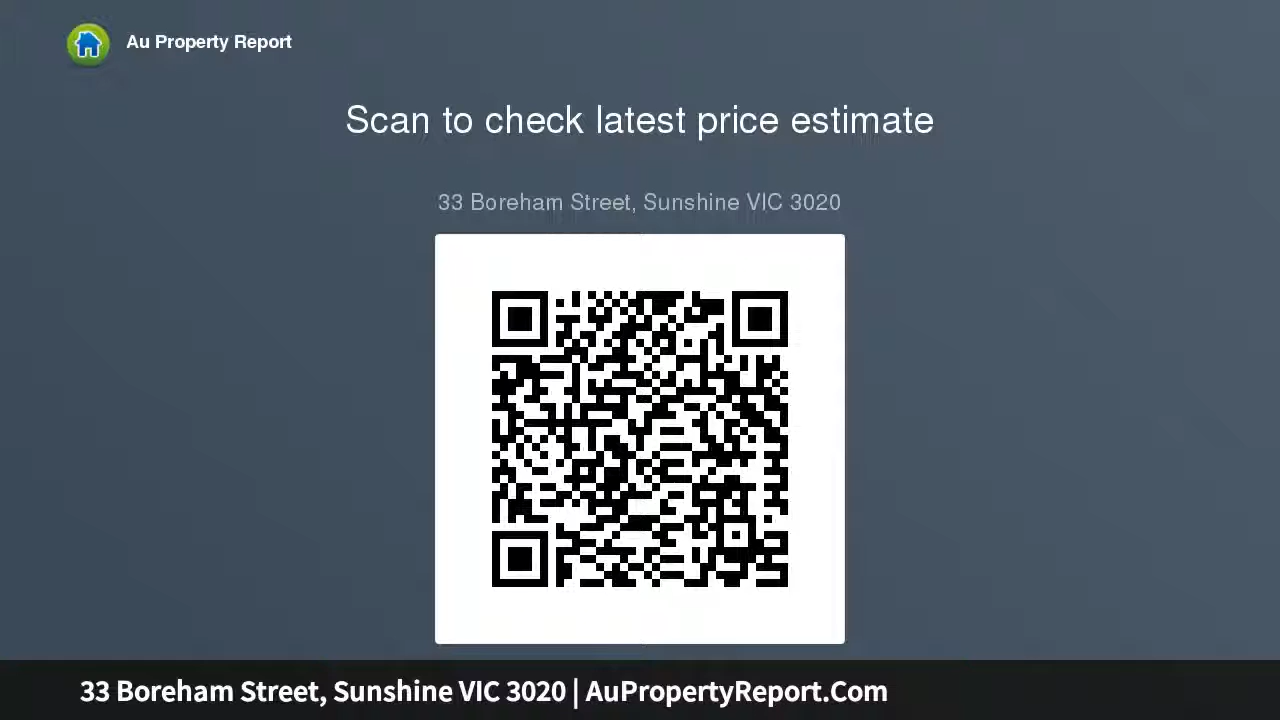 Au Property Report
Scan to check latest price estimate
33 Boreham Street, Sunshine VIC 3020
33 Boreham Street, Sunshine VIC 3020 | AuPropertyReport.Com